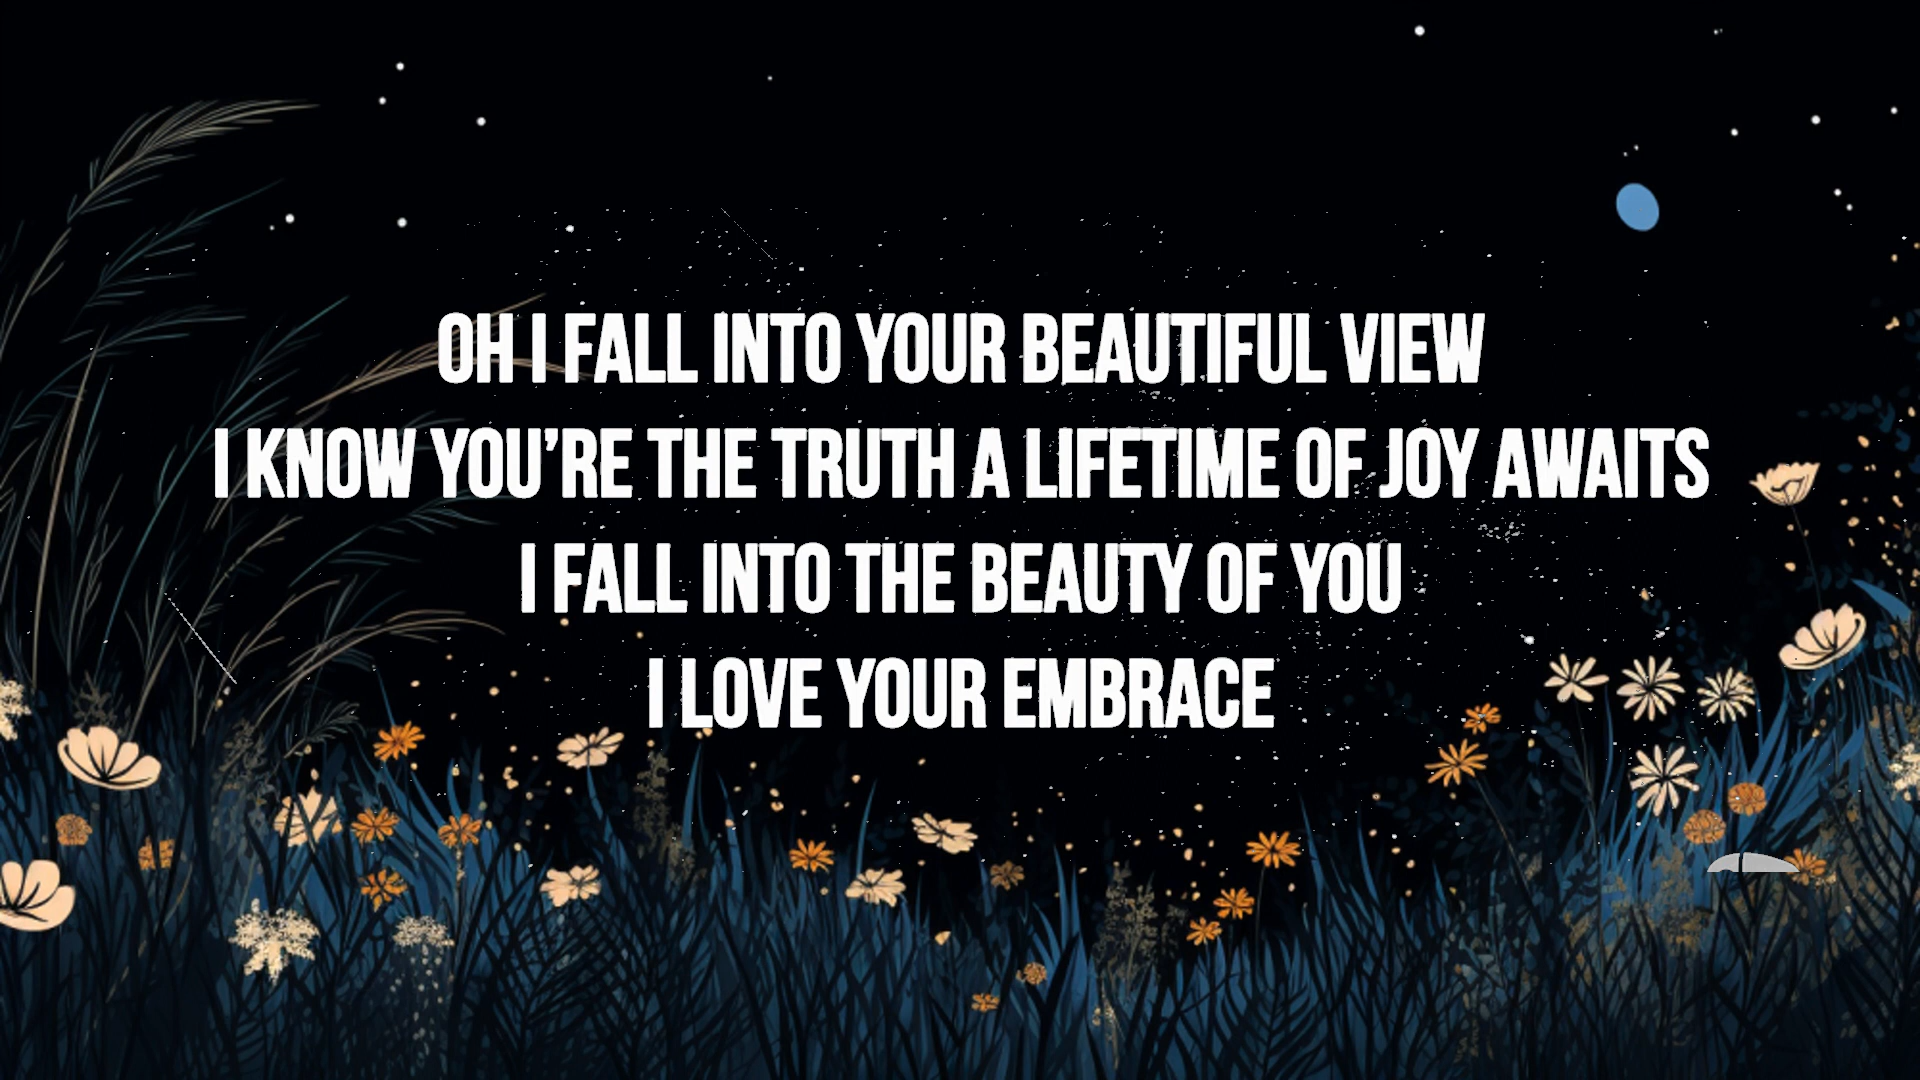 OH I FALL INTO YOUR BEAUTIFUL VIEW
I KNOW YOU'RE THE TRUTH A LIFETIME OF JOY AWAITS
I FALL INTO THE BEAUTY OF YOU
I LOVE YOUR EMBRACE